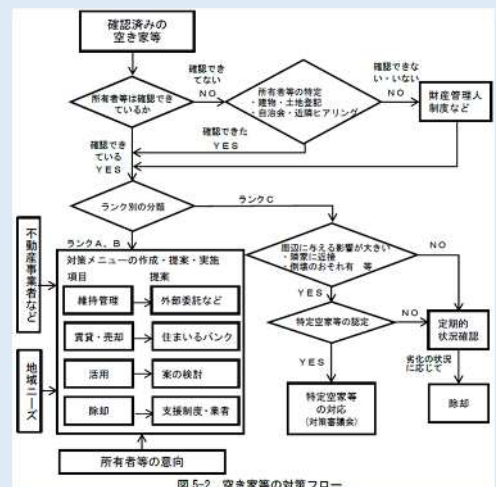 確認済みの
空き家等
所有者等は確認でき
ているか
確認でき
てない
NO
所有者等の特定
・建物・土地登記
・自治会・近隣ヒアリング
確認できな
い・いない
NO
財産管理人
制度など
確認できた
YES
確認でき
ている
YES
ランク別の分類
ランクC
ランクA、B
不動産事業者など
地域ニーズ
対策メニューの作成・提案・実施
項目
提案
維持管理
外部委託など
賃貸・売却
住まいるバンク
活用
案の検討
除却
支援制度・業者
所有者等の意向
周辺に与える影響が大きい
・隣家に近接
・倒壊のおそれ有 等
NO
YES
特定空家等の認定
NO
定期的
状況確認
YES
劣化の状況
に応じて
特定空家等
の対応
(対策審議会)
除却
図 5-2 空き家等の対策フロー